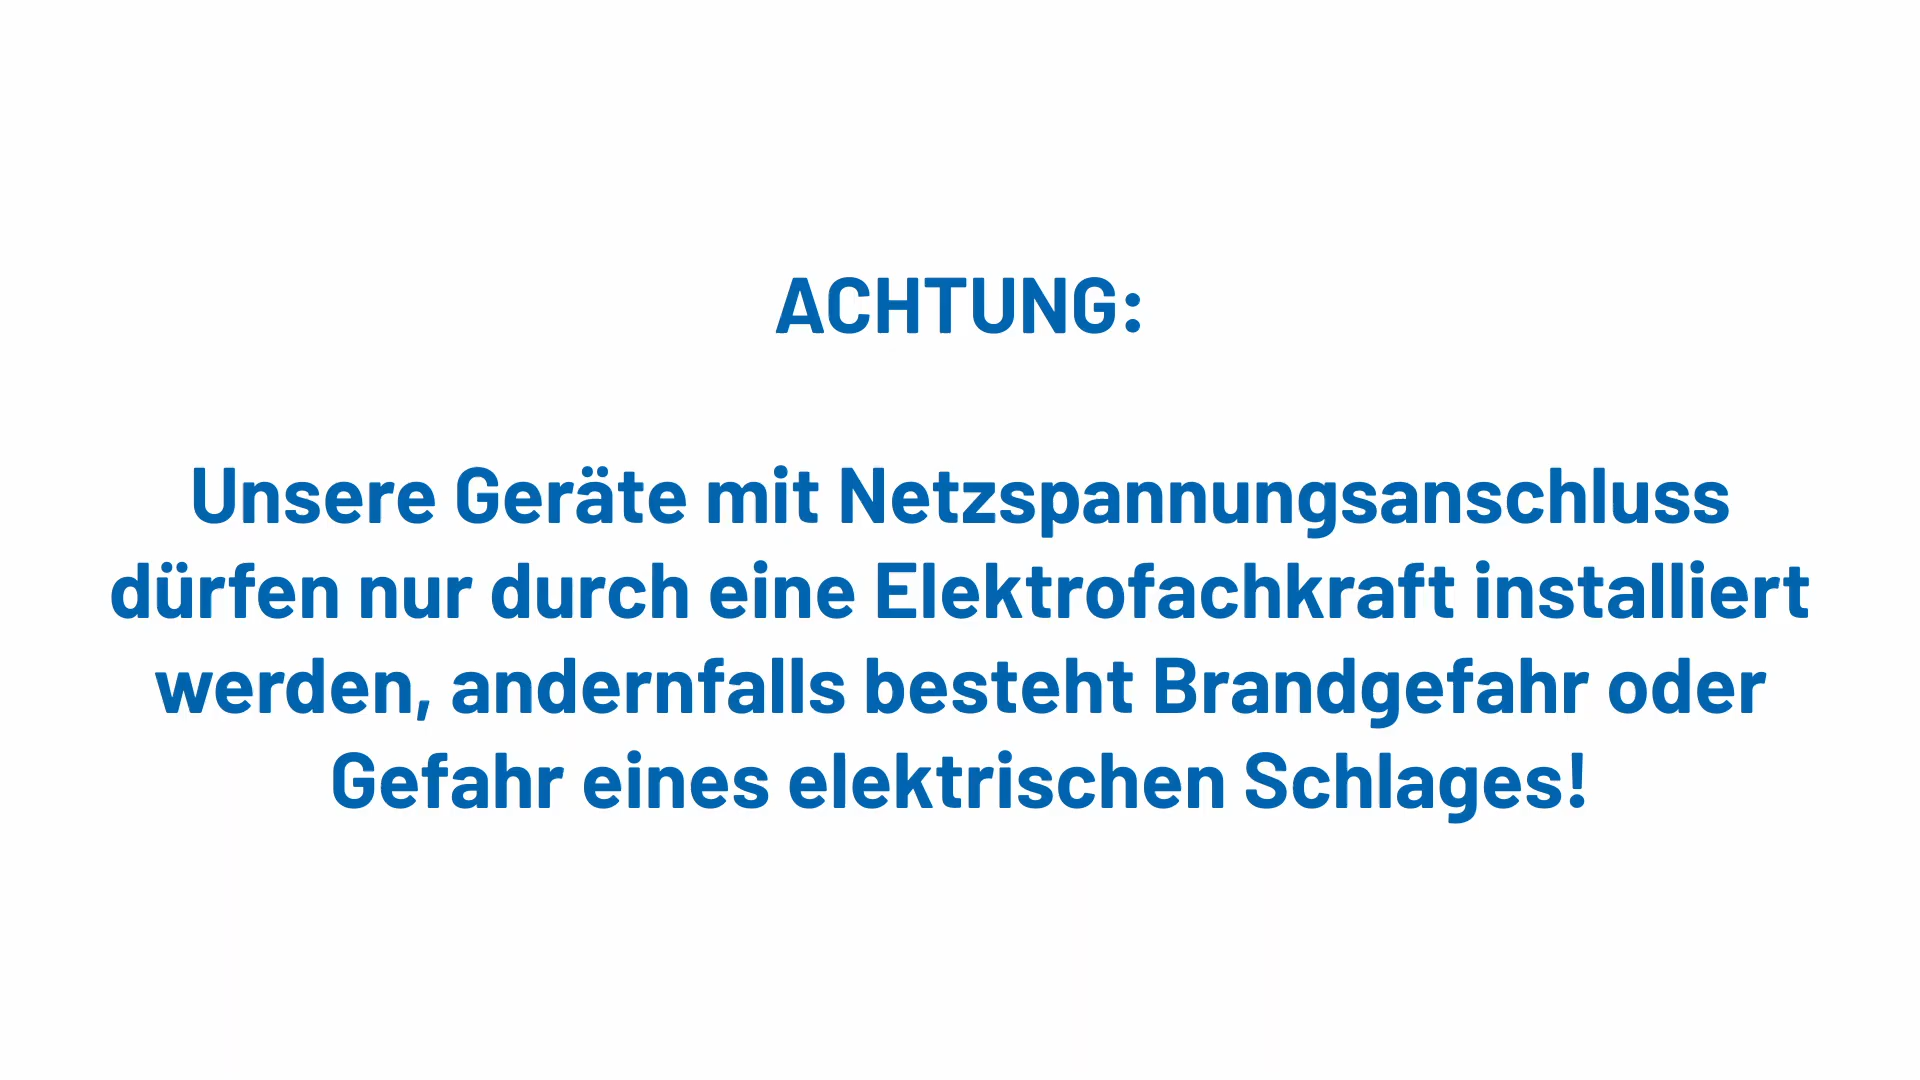 ACHTUNG:
Unsere Geräte mit Netzspannungsanschluss
dürfen nur durch eine Elektrofachkraft installiert
werden, andernfalls besteht Brandgefahr oder
Gefahr eines elektrischen Schlages!